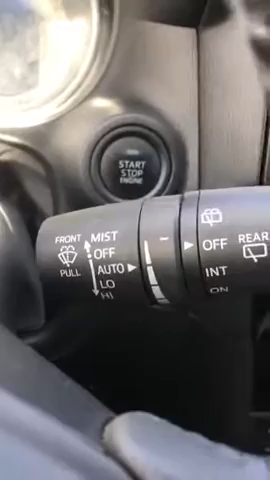 START
STOP
ENGINE
FRONT
PULL
MIST
OFF
AUTO
LO
HI
OFF
INT
ON
REAR